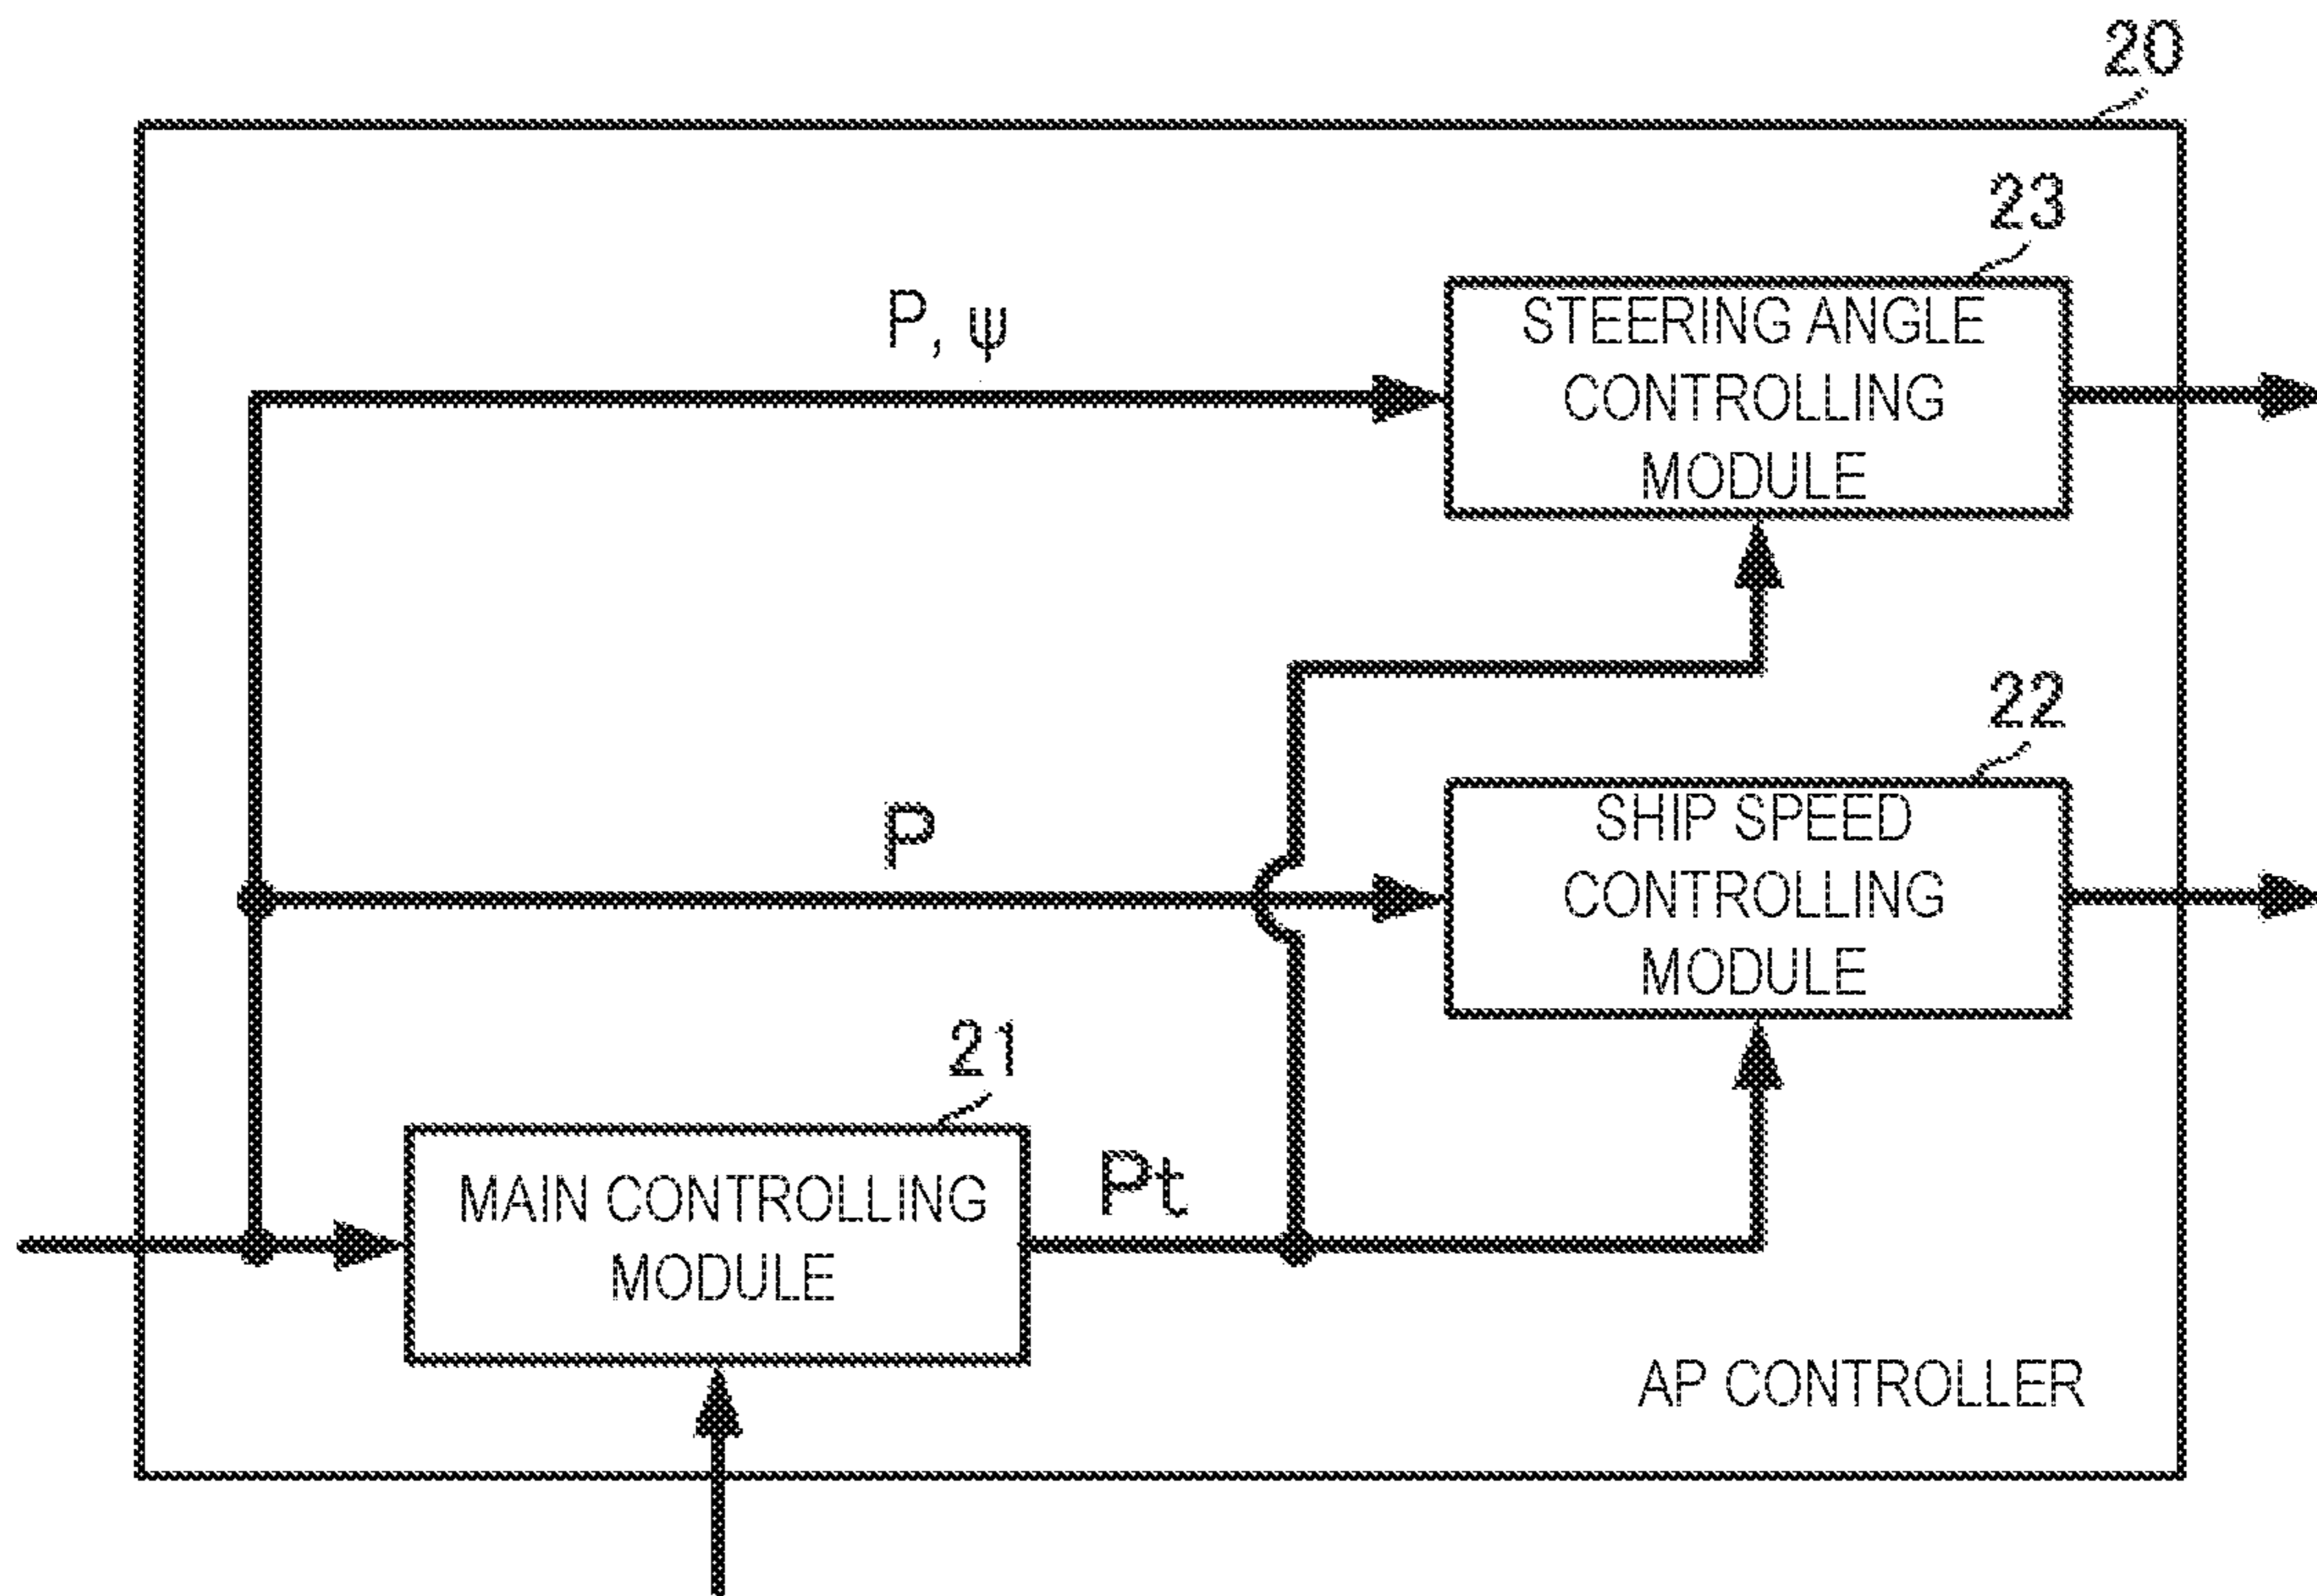 20
23
P, ψ
STEERING ANGLE
CONTROLLING
MODULE
22
P
SHIP SPEED
CONTROLLING
MODULE
21
Pt
MAIN CONTROLLING
MODULE
AP CONTROLLER